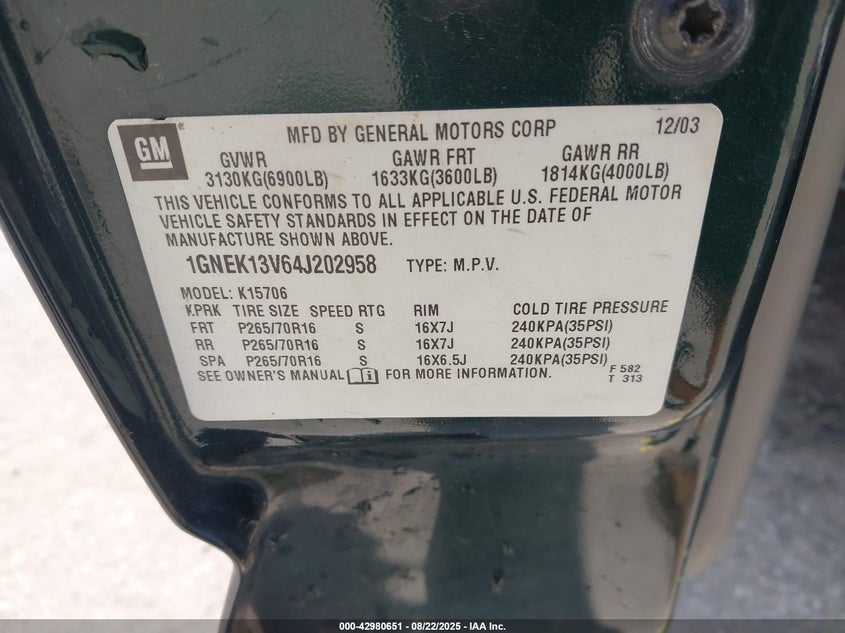 GM ®
MFD BY GENERAL MOTORS CORP 12/03
GVWR GAWR FRT GAWR RR
3130KG(6900LB) 1633KG(3600LB) 1814KG(4000LB)
THIS VEHICLE CONFORMS TO ALL APPLICABLE U.S. FEDERAL MOTOR
VEHICLE SAFETY STANDARDS IN EFFECT ON THE DATE OF
MANUFACTURE SHOWN ABOVE.
1GNEK13V64J202958 TYPE: M.P.V.
MODEL: K15706
KPRK TIRE SIZE SPEED RTG RIM COLD TIRE PRESSURE
FRT P265/70R16 S 16X7J 240KPA(35PSI)
RR P265/70R16 S 16X7J 240KPA(35PSI)
SPA P265/70R16 S 16X6.5J 240KPA(35PSI)
SEE OWNER'S MANUAL FOR MORE INFORMATION.
F 582
T 313
000-42980651 - 08/22/2025 - IAA Inc.